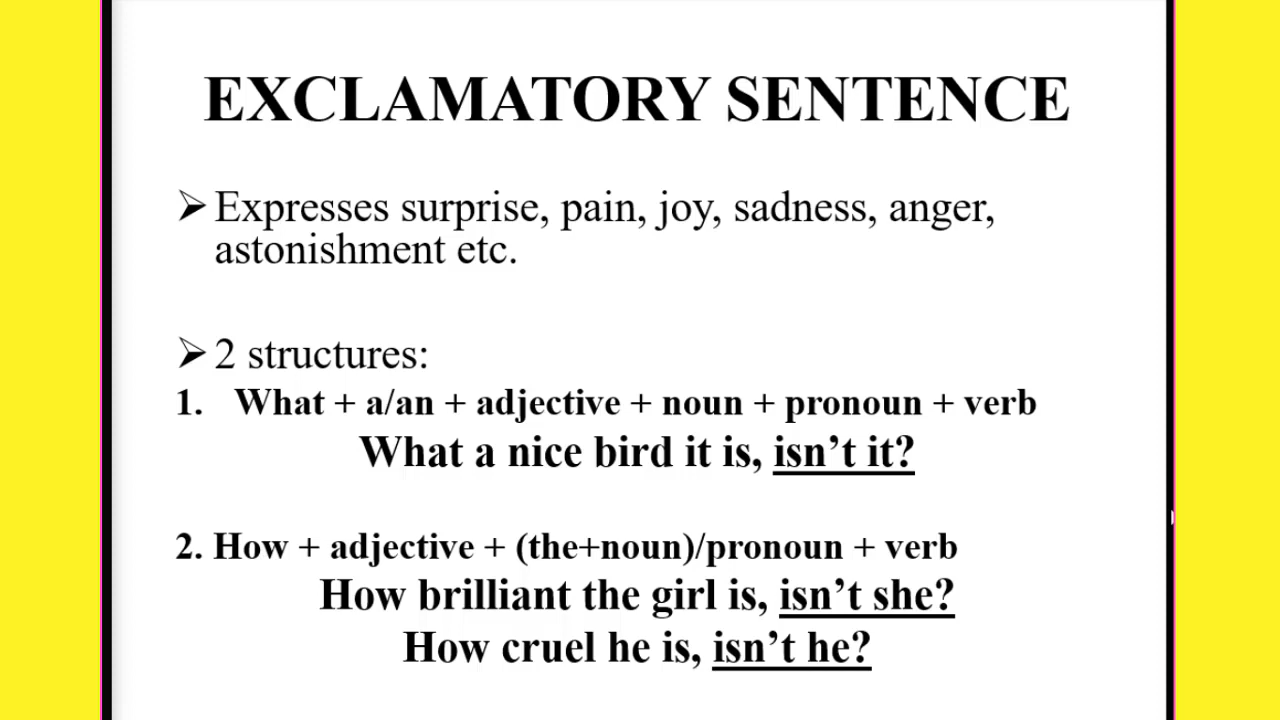 EXCLAMATORY SENTENCE
➢ Expresses surprise, pain, joy, sadness, anger,
astonishment etc.
➢ 2 structures:
1. What + a/an + adjective + noun + pronoun + verb
What a nice bird it is, isn’t it?
2. How + adjective + (the+noun)/pronoun + verb
How brilliant the girl is, isn’t she?
How cruel he is, isn’t he?